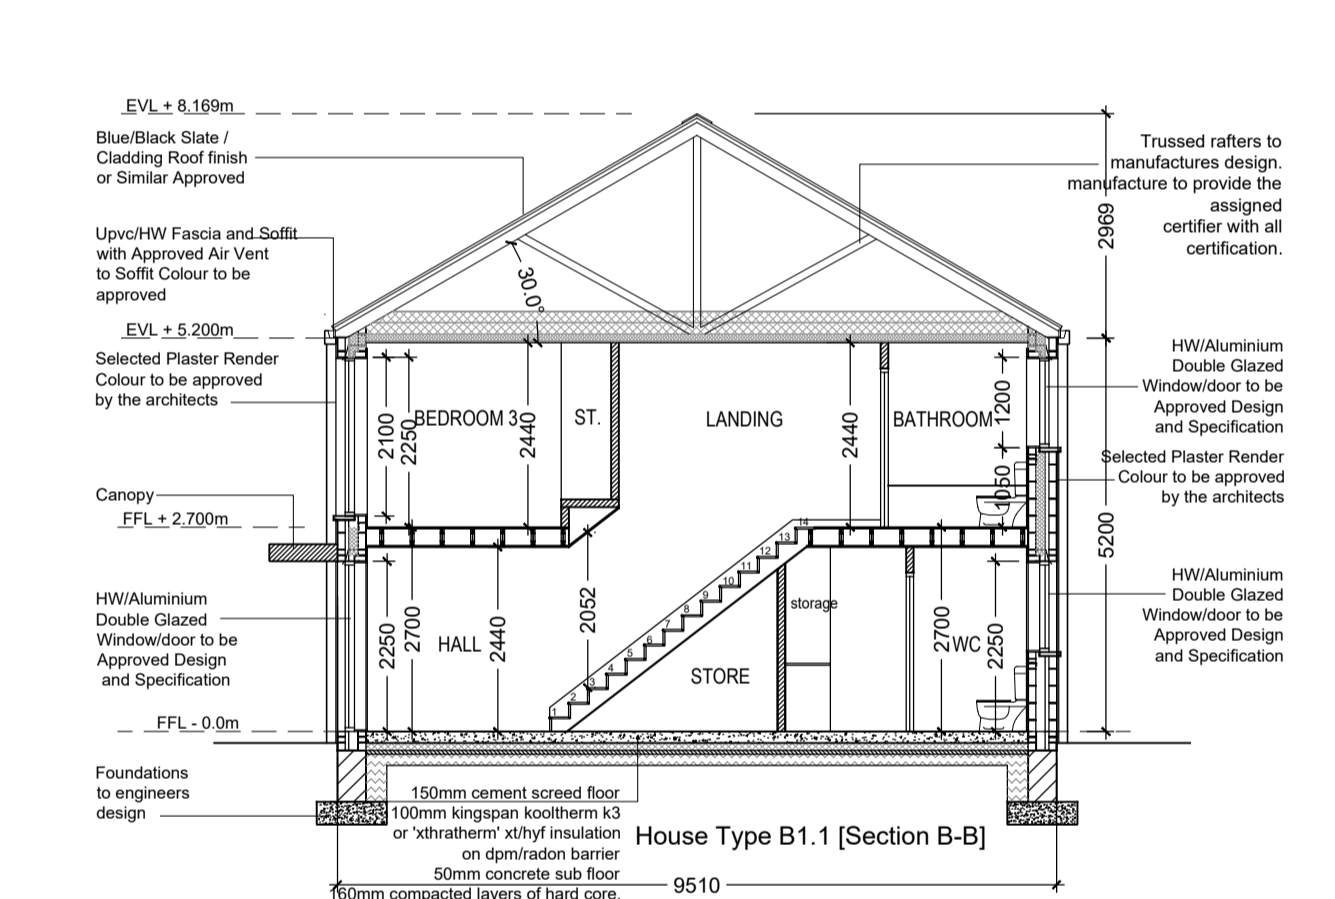 EVL + 8.169m
Blue/Black Slate /
Cladding Roof finish
or Similar Approved
Upvc/HW Fascia and Soffit
with Approved Air Vent
to Soffit Colour to be
approved
EVL + 5.200m
Selected Plaster Render
Colour to be approved
by the architects
Canopy
FFL + 2.700m
HW/Aluminium
Double Glazed
Window/door to be
Approved Design
and Specification
FFL - 0.0m
Foundations
to engineers
design
30.0°
2100
2250
BEDROOM 3
2440
ST.
LANDING
2440
BATHROOM
1200
1050
2250
2700
HALL
2440
2052
1
2
3
4
5
6
7
8
9
10
11
12
13
14
STORE
storage
2700
WC
2250
Trussed rafters to
manufactures design.
manufacture to provide the
assigned
certifier with all
certification.
2969
HW/Aluminium
Double Glazed
Window/door to be
Approved Design
and Specification
Selected Plaster Render
Colour to be approved
by the architects
5200
HW/Aluminium
Double Glazed
Window/door to be
Approved Design
and Specification
150mm cement screed floor
100mm kingspan kooltherm k3
or 'xthratherm' xt/hyf insulation
on dpm/radon barrier
50mm concrete sub floor
160mm compacted layers of hard core.
House Type B1.1 [Section B-B]
9510